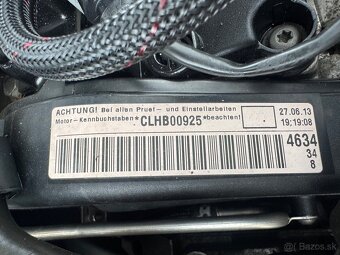 ACHTUNG! Bei allen Pruef- und Einstellarbeiten
Motor-Kennbuchstaben *CLHB00925* beachten!
27.06.13
19:19:08
4634
34
8
Bazos.sk